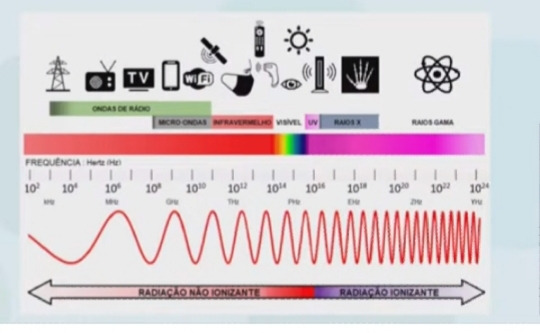 TV
WiFi
ONDAS DE RÁDIO
MICRO ONDAS INFRAVERMELHO VISÍVEL UV RAIOS X RAIOS GAMA
FREQUÊNCIA : Hertz (Hz)
10² 10⁴ 10⁶ 10⁸ 10¹⁰ 10¹² 10¹⁴ 10¹⁶ 10¹⁸ 10²⁰ 10²² 10²⁴
kHz MHz GHz THz PHz EHz ZHz YHz
RADIAÇÃO NÃO IONIZANTE RADIAÇÃO IONIZANTE